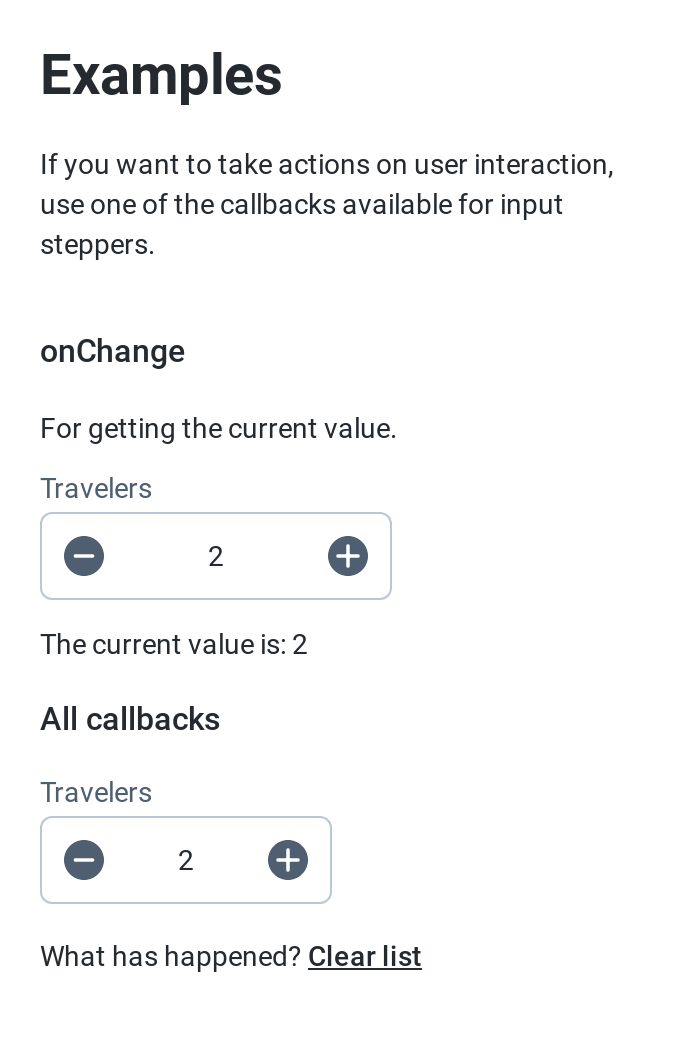 Examples
If you want to take actions on user interaction,
use one of the callbacks available for input
steppers.
onChange
For getting the current value.
Travelers
2
The current value is: 2
All callbacks
Travelers
2
What has happened? Clear list